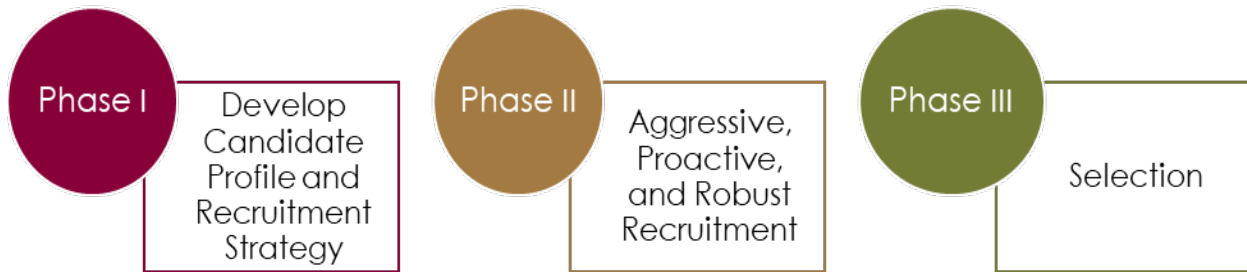 Phase I
Develop
Candidate
Profile and
Recruitment
Strategy
Phase II
Aggressive,
Proactive,
and Robust
Recruitment
Phase III
Selection